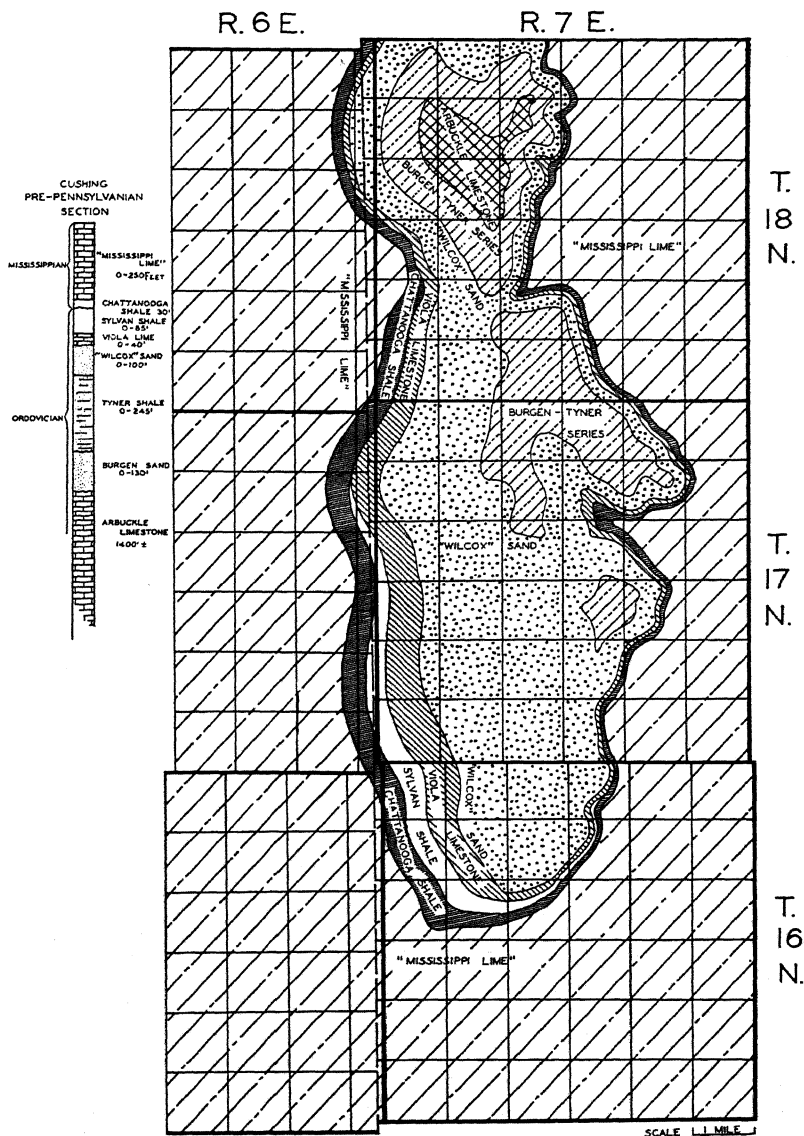 R. 6 E.
R. 7 E.
T.
18
N.
T.
17
N.
T.
16
N.
CUSHING
PRE-PENNSYLVANIAN
SECTION
MISSISSIPPIAN
"MISSISSIPPI
LIME"
0-250 FEET
CHATTANOOGA
SHALE 30'
SYLVAN SHALE
0-85'
VIOLA LIME
0-40'
"WILCOX" SAND
0-100'
ORDOVICIAN
TYNER SHALE
0-245'
BURGEN SAND
0-130'
ARBUCKLE
LIMESTONE
1400' ±
ARBUCKLE
LIMESTONE
BURGEN-TYNER
SERIES
"WILCOX"
SAND
"MISSISSIPPI LIME"
"MISSISSIPPI
LIME"
CHATTANOOGA
SHALE
VIOLA
LIMESTONE
BURGEN-TYNER
SERIES
"WILCOX" SAND
SYLVAN
SHALE
VIOLA
LIMESTONE
"WILCOX"
SAND
CHATTANOOGA
SHALE
"MISSISSIPPI LIME"
SCALE 1 MILE